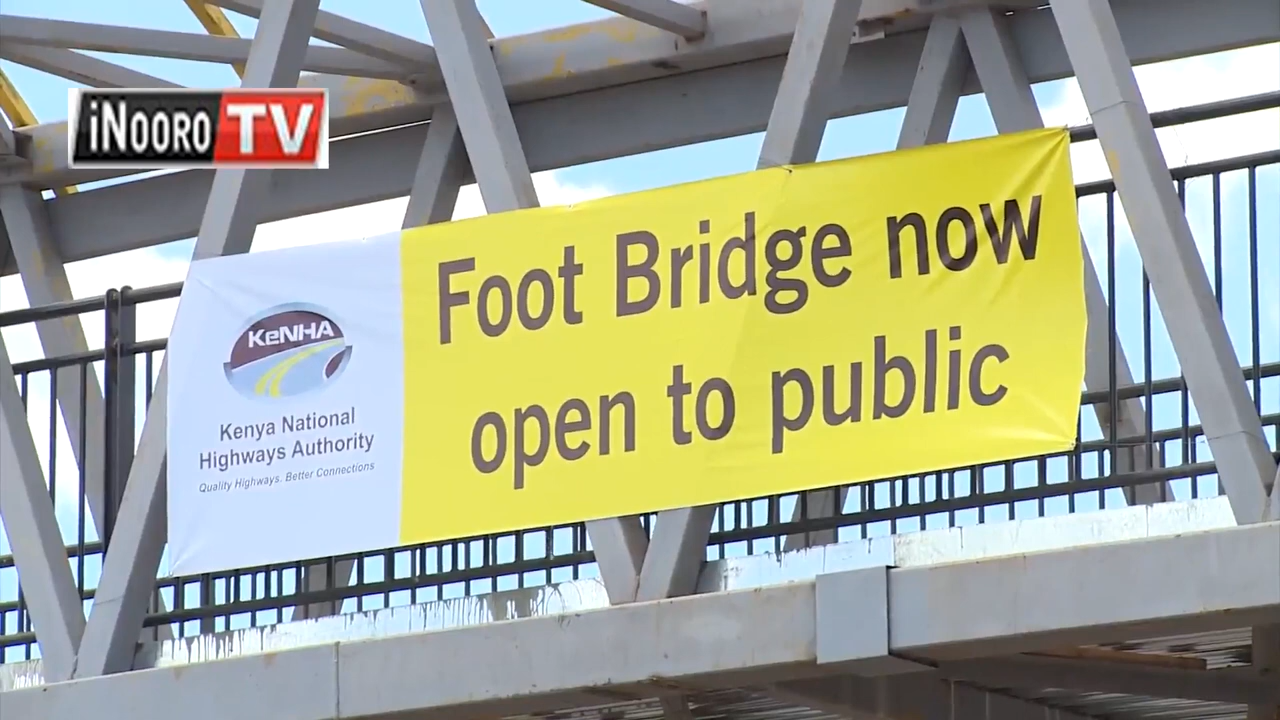 iNOORO TV
KeNHA
Kenya National
Highways Authority
Quality Highways. Better Connections
Foot Bridge now
open to public